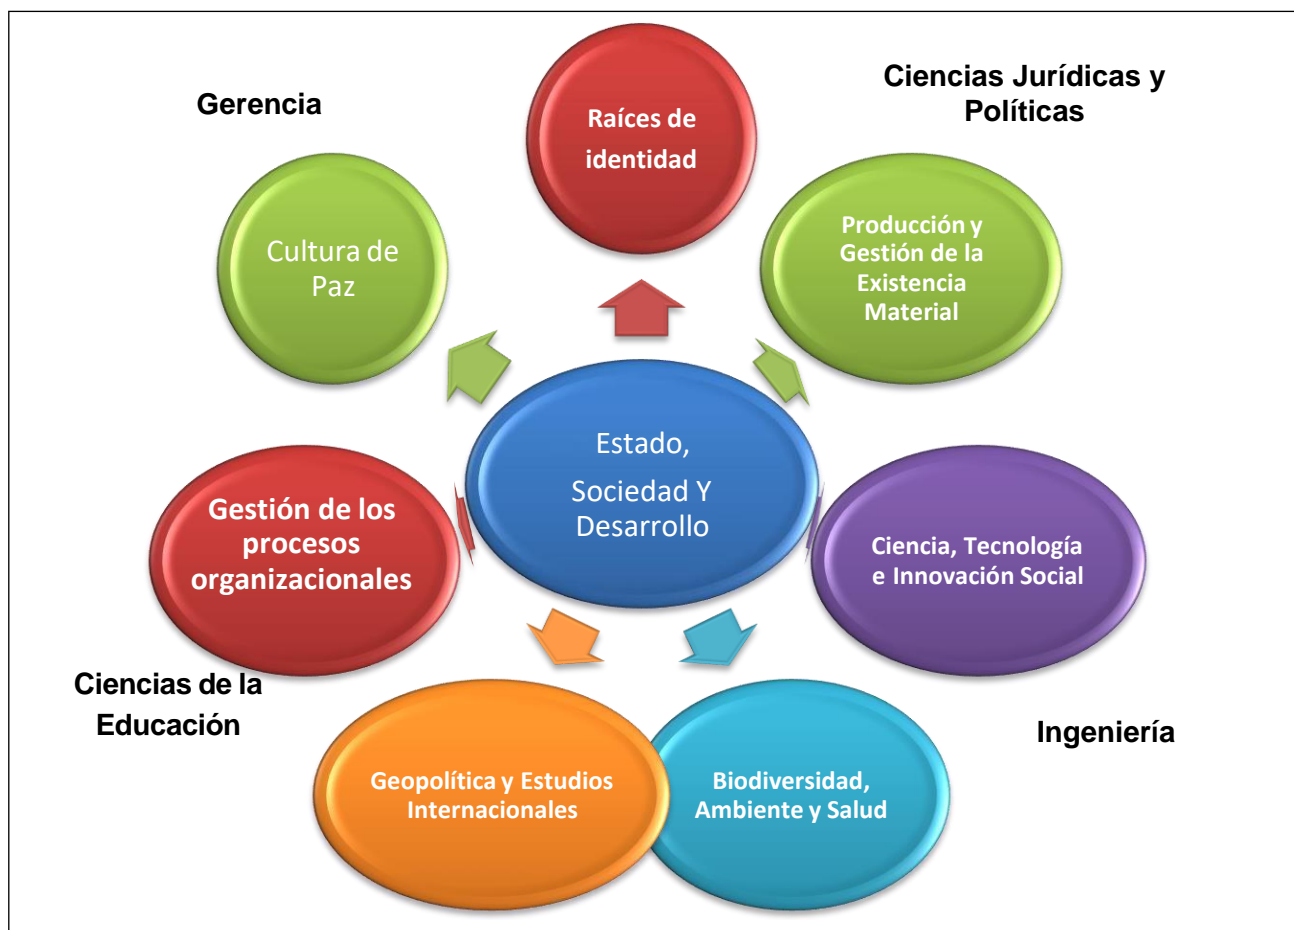 Gerencia
Raíces de
identidad
Ciencias Jurídicas y
Políticas
Cultura de
Paz
Producción y
Gestión de la
Existencia
Material
Estado,
Sociedad Y
Desarrollo
Gestión de los
procesos
organizacionales
Ciencia, Tecnología
e Innovación Social
Ciencias de la
Educación
Ingeniería
Geopolítica y Estudios
Internacionales
Biodiversidad,
Ambiente y Salud